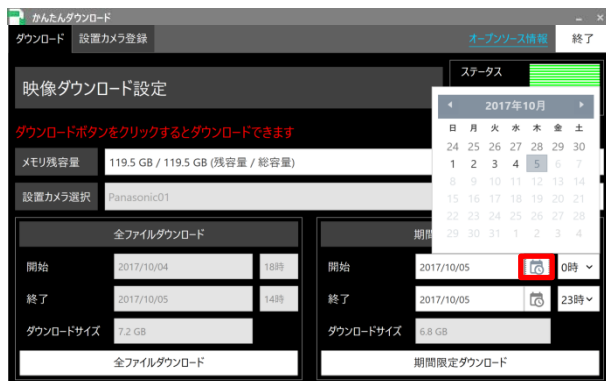 かんたんダウンロード
ダウンロード 設置カメラ登録 オープンソース情報 終了
映像ダウンロード設定
ステータス
ダウンロードボタンをクリックするとダウンロードできます
メモリ残容量 119.5 GB / 119.5 GB (残容量 / 総容量)
設置カメラ選択 Panasonic01
2017年10月
日 月 火 水 木 金 土
24 25 26 27 28 29 30
1 2 3 4 5 6 7
8 9 10 11 12 13 14
15 16 17 18 19 20 21
22 23 24 25 26 27 28
29 30 31 1 2 3 4
全ファイルダウンロード
開始 2017/10/04 18時
終了 2017/10/05 14時
ダウンロードサイズ 7.2 GB
全ファイルダウンロード
期間
開始 2017/10/05 0時
終了 2017/10/05 23時
ダウンロードサイズ 6.8 GB
期間限定ダウンロード